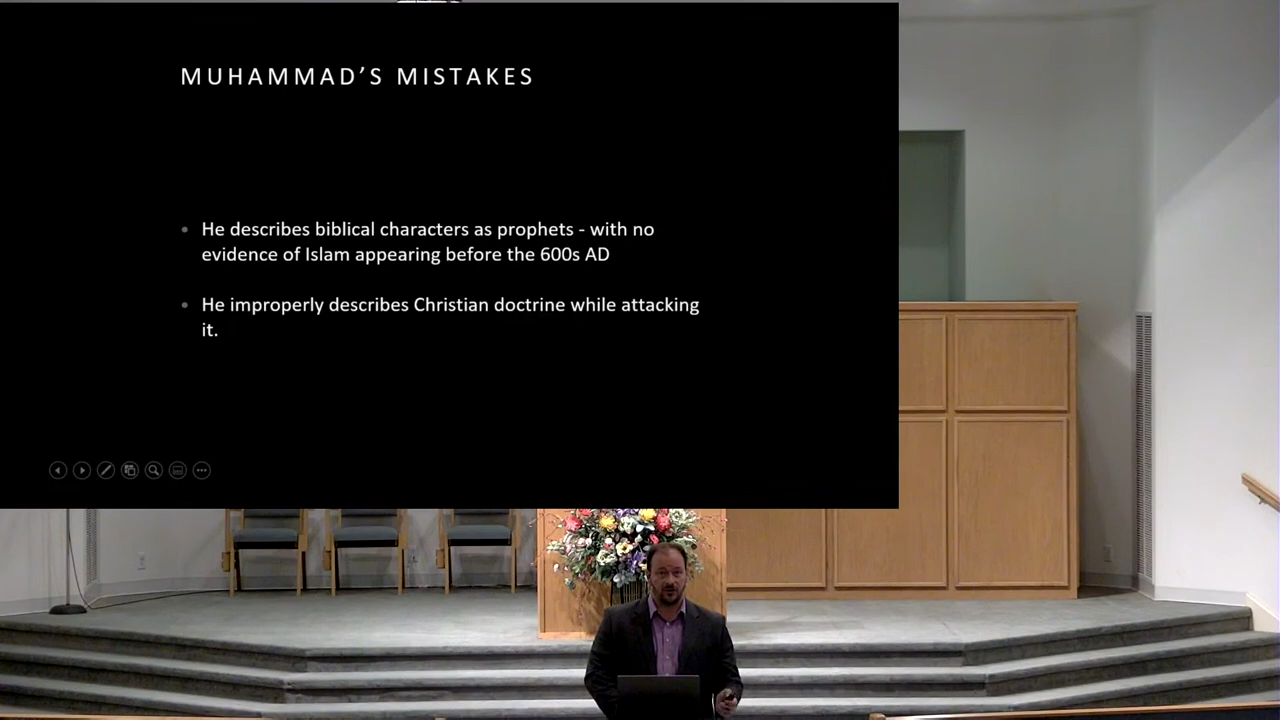 MUHAMMAD’S MISTAKES
• He describes biblical characters as prophets - with no
evidence of Islam appearing before the 600s AD
• He improperly describes Christian doctrine while attacking
it.